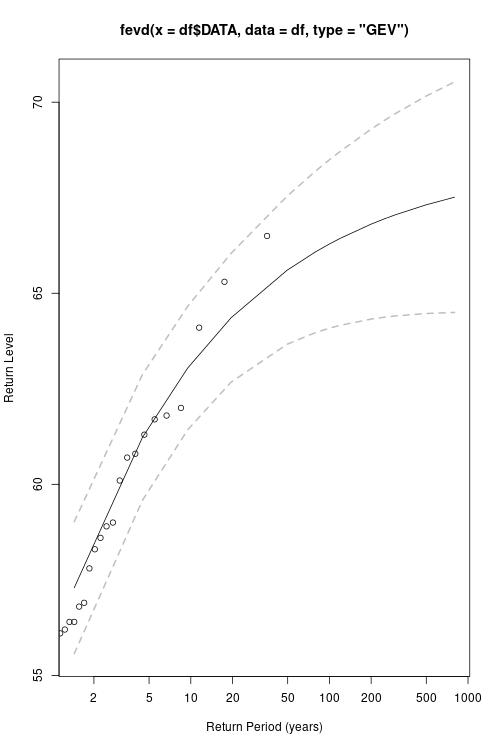 fevd(x = df$DATA, data = df, type = "GEV")
70
65
60
55
Return Level
2 5 10 20 50 100 200 500 1000
Return Period (years)